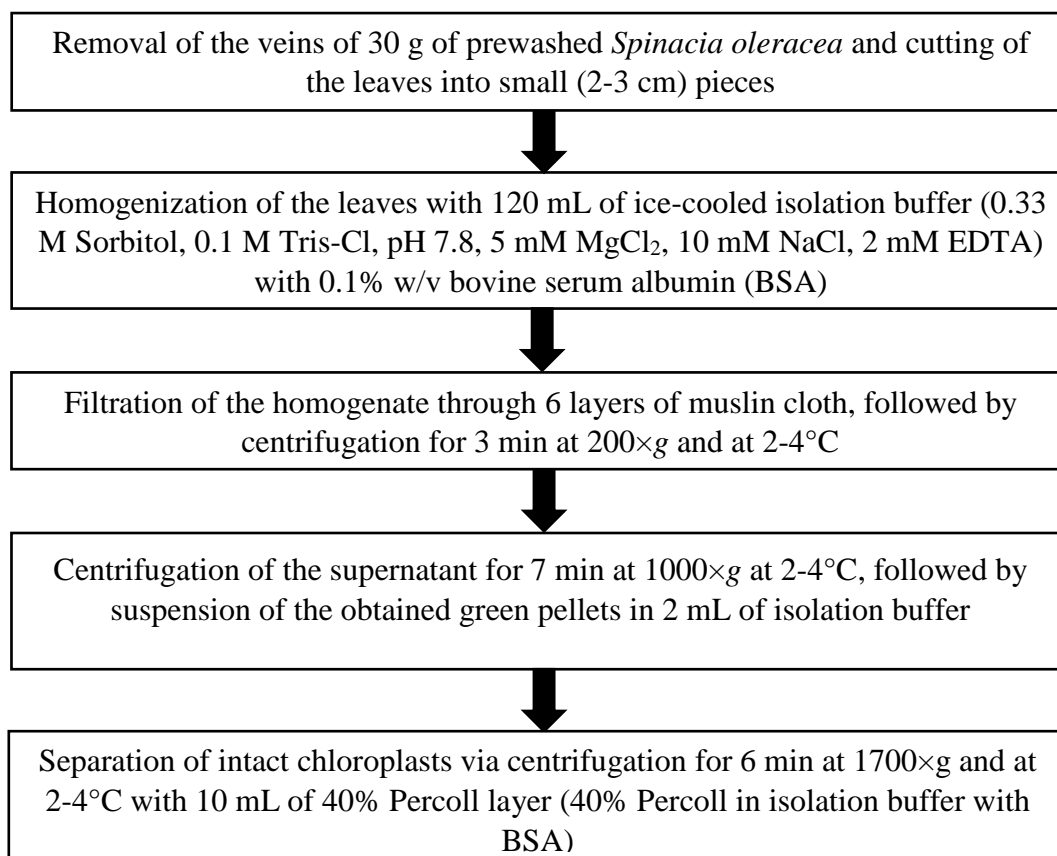 Removal of the veins of 30 g of prewashed Spinacia oleracea and cutting of
the leaves into small (2-3 cm) pieces
Homogenization of the leaves with 120 mL of ice-cooled isolation buffer (0.33
M Sorbitol, 0.1 M Tris-Cl, pH 7.8, 5 mM MgCl₂, 10 mM NaCl, 2 mM EDTA)
with 0.1% w/v bovine serum albumin (BSA)
Filtration of the homogenate through 6 layers of muslin cloth, followed by
centrifugation for 3 min at 200×g and at 2-4°C
Centrifugation of the supernatant for 7 min at 1000×g at 2-4°C, followed by
suspension of the obtained green pellets in 2 mL of isolation buffer
Separation of intact chloroplasts via centrifugation for 6 min at 1700×g and at
2-4°C with 10 mL of 40% Percoll layer (40% Percoll in isolation buffer with
BSA)